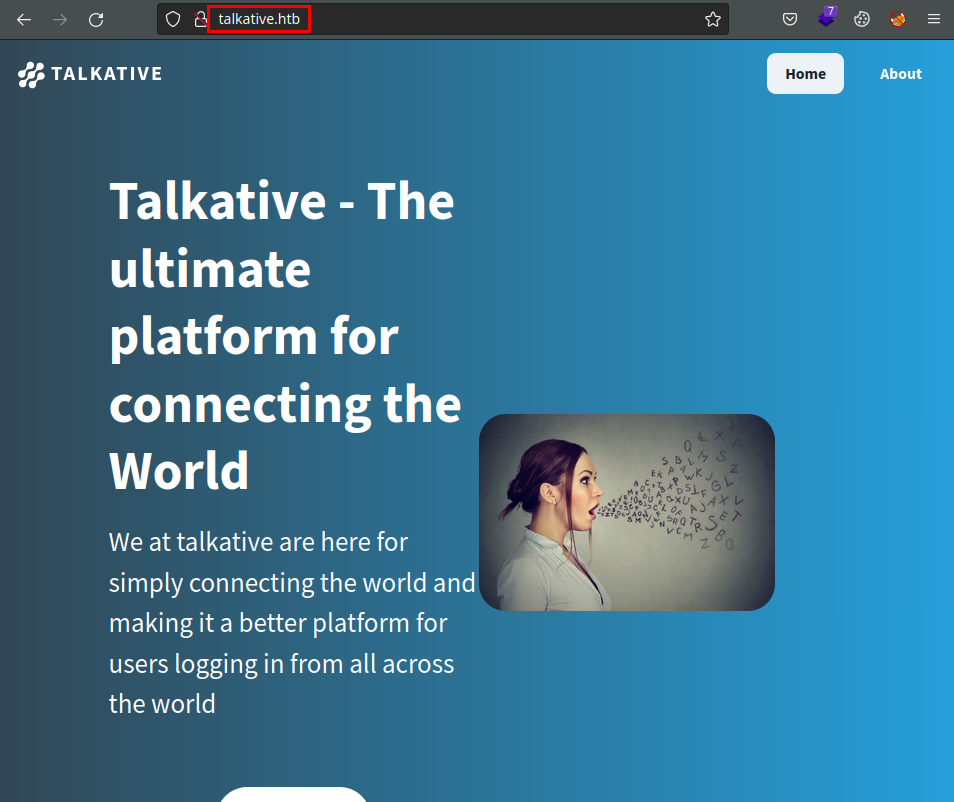 talkative.htb
7
TALKATIVE
Home
About
Talkative - The
ultimate
platform for
connecting the
World
We at talkative are here for
simply connecting the world and
making it a better platform for
users logging in from all across
the world